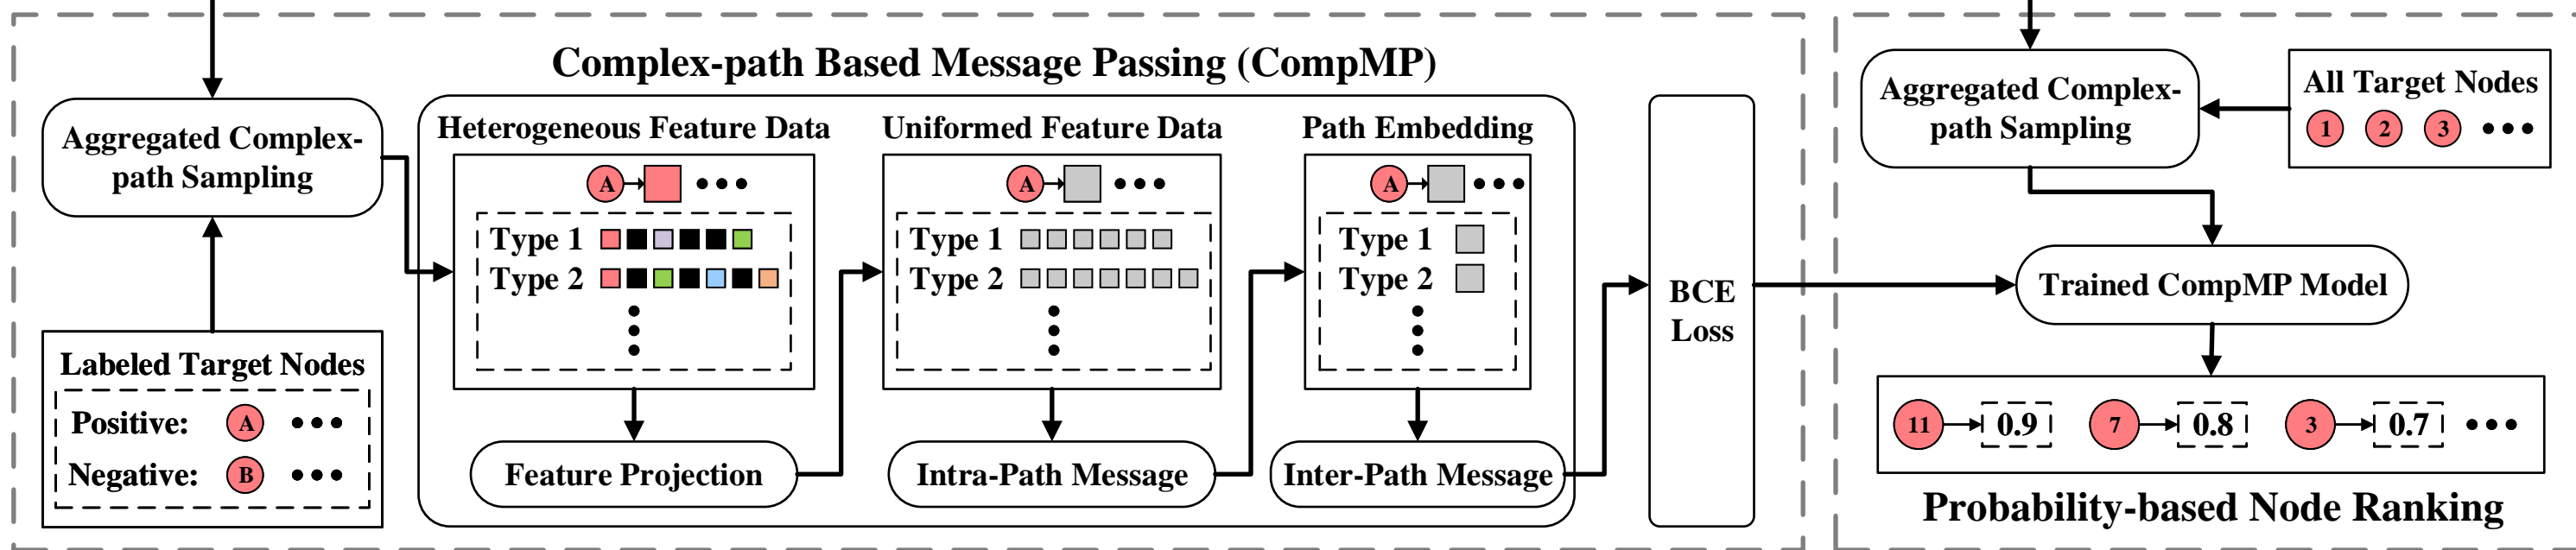 Complex-path Based Message Passing (CompMP)
Aggregated Complex-
path Sampling
Labeled Target Nodes
Positive: A •••
Negative: B •••
Heterogeneous Feature Data
A •••
Type 1
Type 2
Feature Projection
Uniformed Feature Data
A •••
Type 1
Type 2
Intra-Path Message
Path Embedding
A •••
Type 1
Type 2
Inter-Path Message
BCE
Loss
Aggregated Complex-
path Sampling
All Target Nodes
1 2 3 •••
Trained CompMP Model
11 0.9 7 0.8 3 0.7 •••
Probability-based Node Ranking